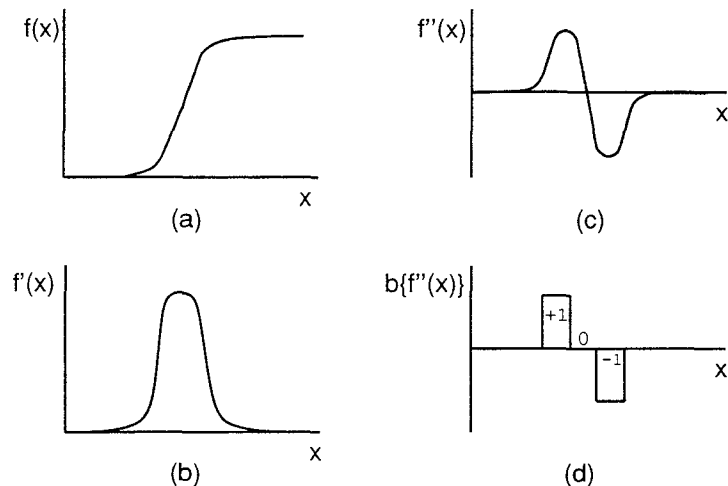 f(x)
x
(a)
f''(x)
x
(c)
f'(x)
x
(b)
b{f''(x)}
+1
0
-1
x
(d)